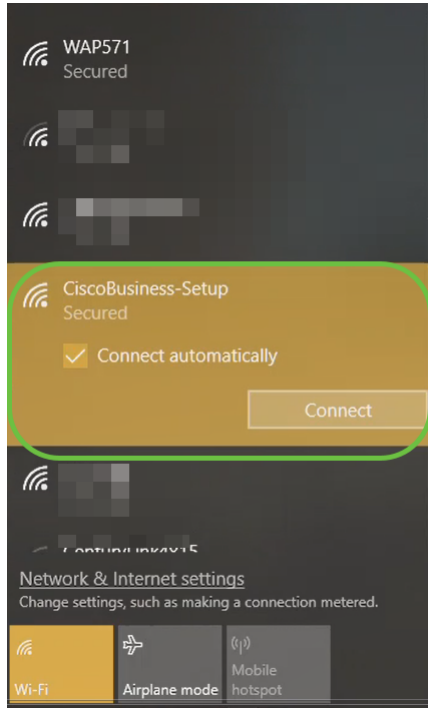 WAP571
Secured
CiscoBusiness-Setup
Secured
Connect automatically
Connect
Network & Internet settings
Change settings, such as making a connection metered.
Wi-Fi
Airplane mode
Mobile
hotspot